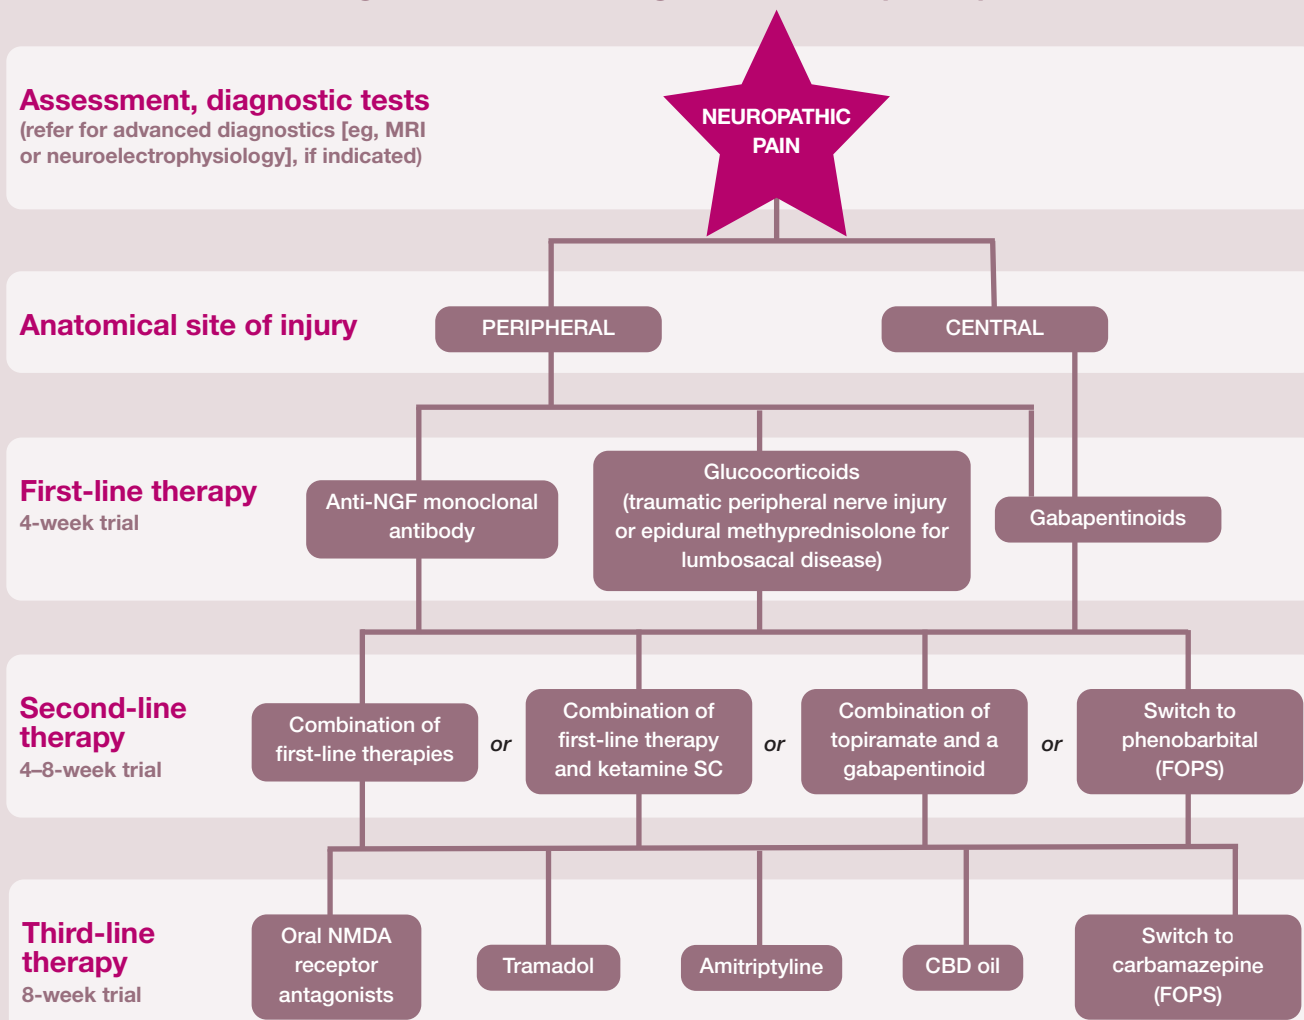 NEUROPATHIC
PAIN
Assessment, diagnostic tests
(refer for advanced diagnostics [eg, MRI
or neuroelectrophysiology], if indicated)
Anatomical site of injury
PERIPHERAL
CENTRAL
First-line therapy
4-week trial
Anti-NGF monoclonal
antibody
Glucocorticoids
(traumatic peripheral nerve injury
or epidural methyprednisolone for
lumbosacal disease)
Gabapentinoids
Second-line
therapy
4–8-week trial
Combination of
first-line therapies
or
Combination of
first-line therapy
and ketamine SC
or
Combination of
topiramate and a
gabapentinoid
or
Switch to
phenobarbital
(FOPS)
Third-line
therapy
8-week trial
Oral NMDA
receptor
antagonists
Tramadol
Amitriptyline
CBD oil
Switch to
carbamazepine
(FOPS)